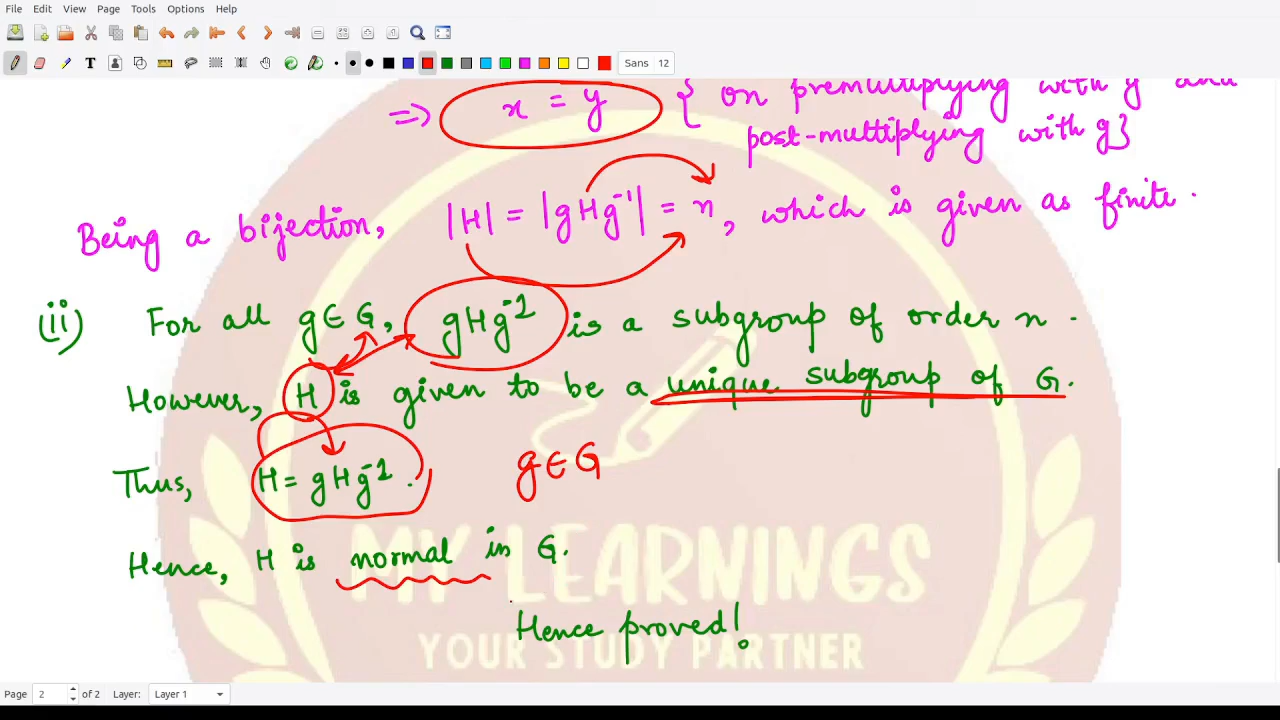 File Edit View Page Tools Options Help
Sans 12
=> x = y { on premultiplying with g⁻¹ and
post-multiplying with g}
Being a bijection, |H| = |gHg⁻¹| = n, which is given as finite.
(ii) For all g∈G, gHg⁻¹ is a subgroup of order n.
However, H is given to be a unique subgroup of G.
Thus, H = gHg⁻¹. g∈G
Hence, H is normal in G.
MY LEARNINGS
Hence proved!
YOUR STUDY PARTNER
Page 2 of 2 Layer: Layer 1